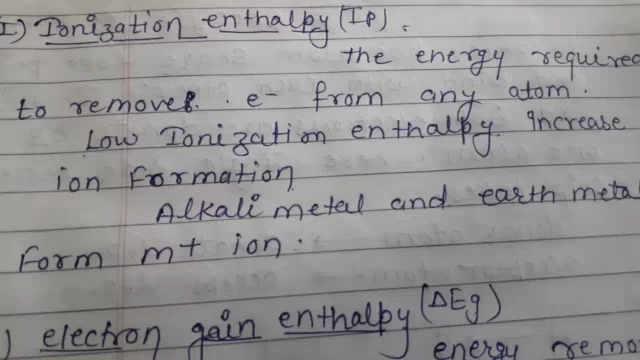 I) Ionization enthalpy (IP).
the energy required
to remove e- from any atom.
Low Ionization enthalpy increase
ion formation
Alkali metal and earth meta
Form m+ ion.
) electron gain enthalpy (ΔEg)
energy remo